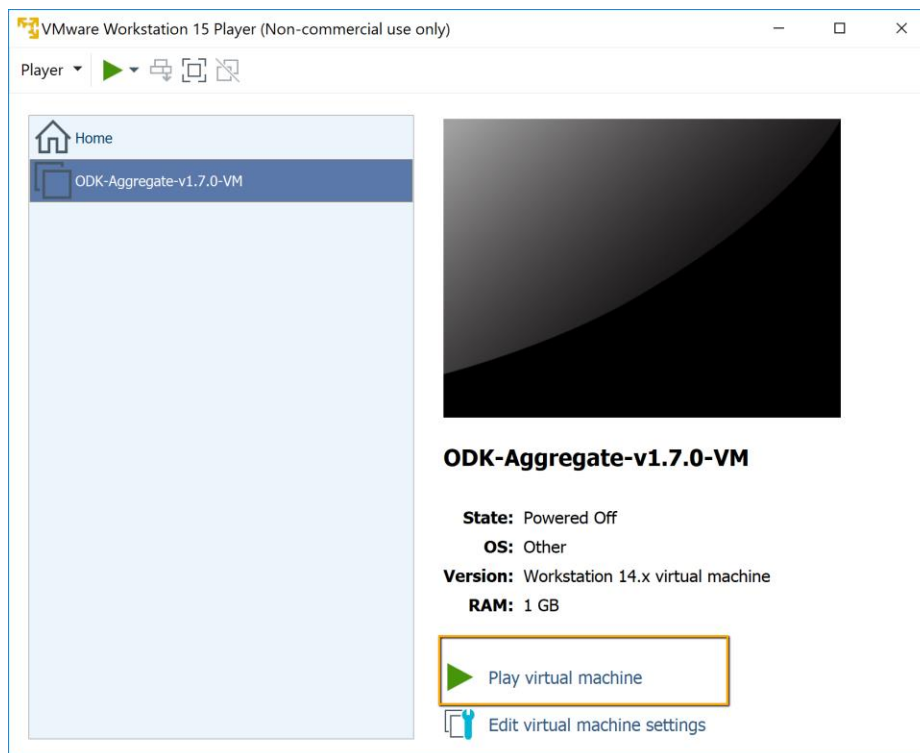 VMware Workstation 15 Player (Non-commercial use only)
Player
Home
ODK-Aggregate-v1.7.0-VM
ODK-Aggregate-v1.7.0-VM
State: Powered Off
OS: Other
Version: Workstation 14.x virtual machine
RAM: 1 GB
Play virtual machine
Edit virtual machine settings